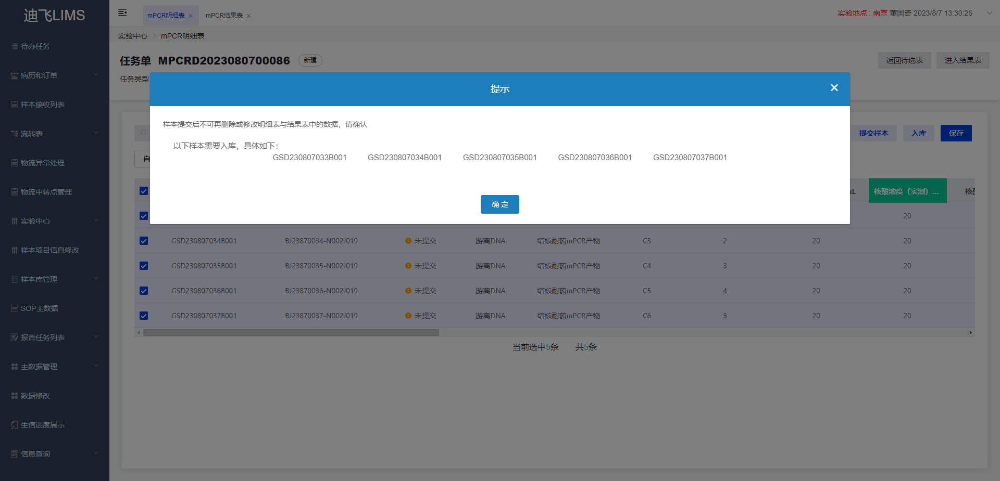 迪飞LIMS
待办任务
病历和订单
样本接收列表
流转表
物流异常处理
物流中转点管理
实验中心
样本项目信息修改
样本库管理
SOP主数据
报告任务列表
主数据管理
数据修改
生信进度展示
信息查询
mPCR明细表 mPCR结果表
实验地点 : 南京 董国奇 2023/8/7 13:30:26
实验中心 mPCR明细表
任务单 MPCRD2023080700086 新建
返回待选表 进入结果表
任务类型
提示
样本提交后不可再删除或修改明细表与结果表中的数据，请确认
以下样本需要入库，具体如下：
GSD230807033B001 GSD230807034B001 GSD230807035B001 GSD230807036B001 GSD230807037B001
确 定
提交样本 入库 保存
自
核酸浓度（实测）...
20
GSD230807034B001 BJ23870034-N002J019 未提交 游离DNA 结核耐药mPCR产物 C3 2 20 20
GSD230807035B001 BJ23870035-N002J019 未提交 游离DNA 结核耐药mPCR产物 C4 3 20 20
GSD230807036B001 BJ23870036-N002J019 未提交 游离DNA 结核耐药mPCR产物 C5 4 20 20
GSD230807037B001 BJ23870037-N002J019 未提交 游离DNA 结核耐药mPCR产物 C6 5 20 20
当前选中5条 共5条